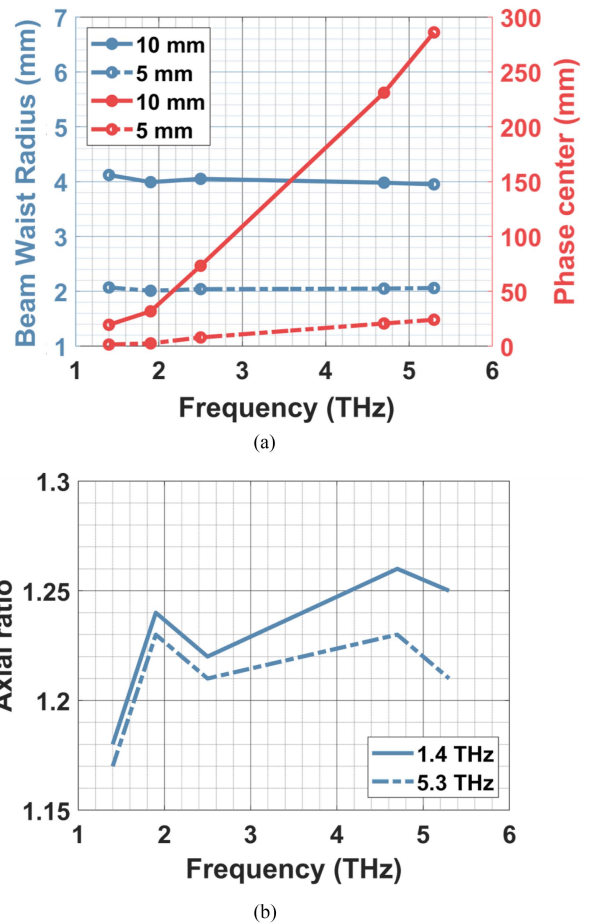 7
6
5
4
3
2
1
Beam Waist Radius (mm)
10 mm
5 mm
10 mm
5 mm
300
250
200
150
100
50
0
Phase center (mm)
1 2 3 4 5 6
Frequency (THz)
(a)
1.3
1.25
1.2
1.15
Axial ratio
1.4 THz
5.3 THz
1 2 3 4 5 6
Frequency (THz)
(b)